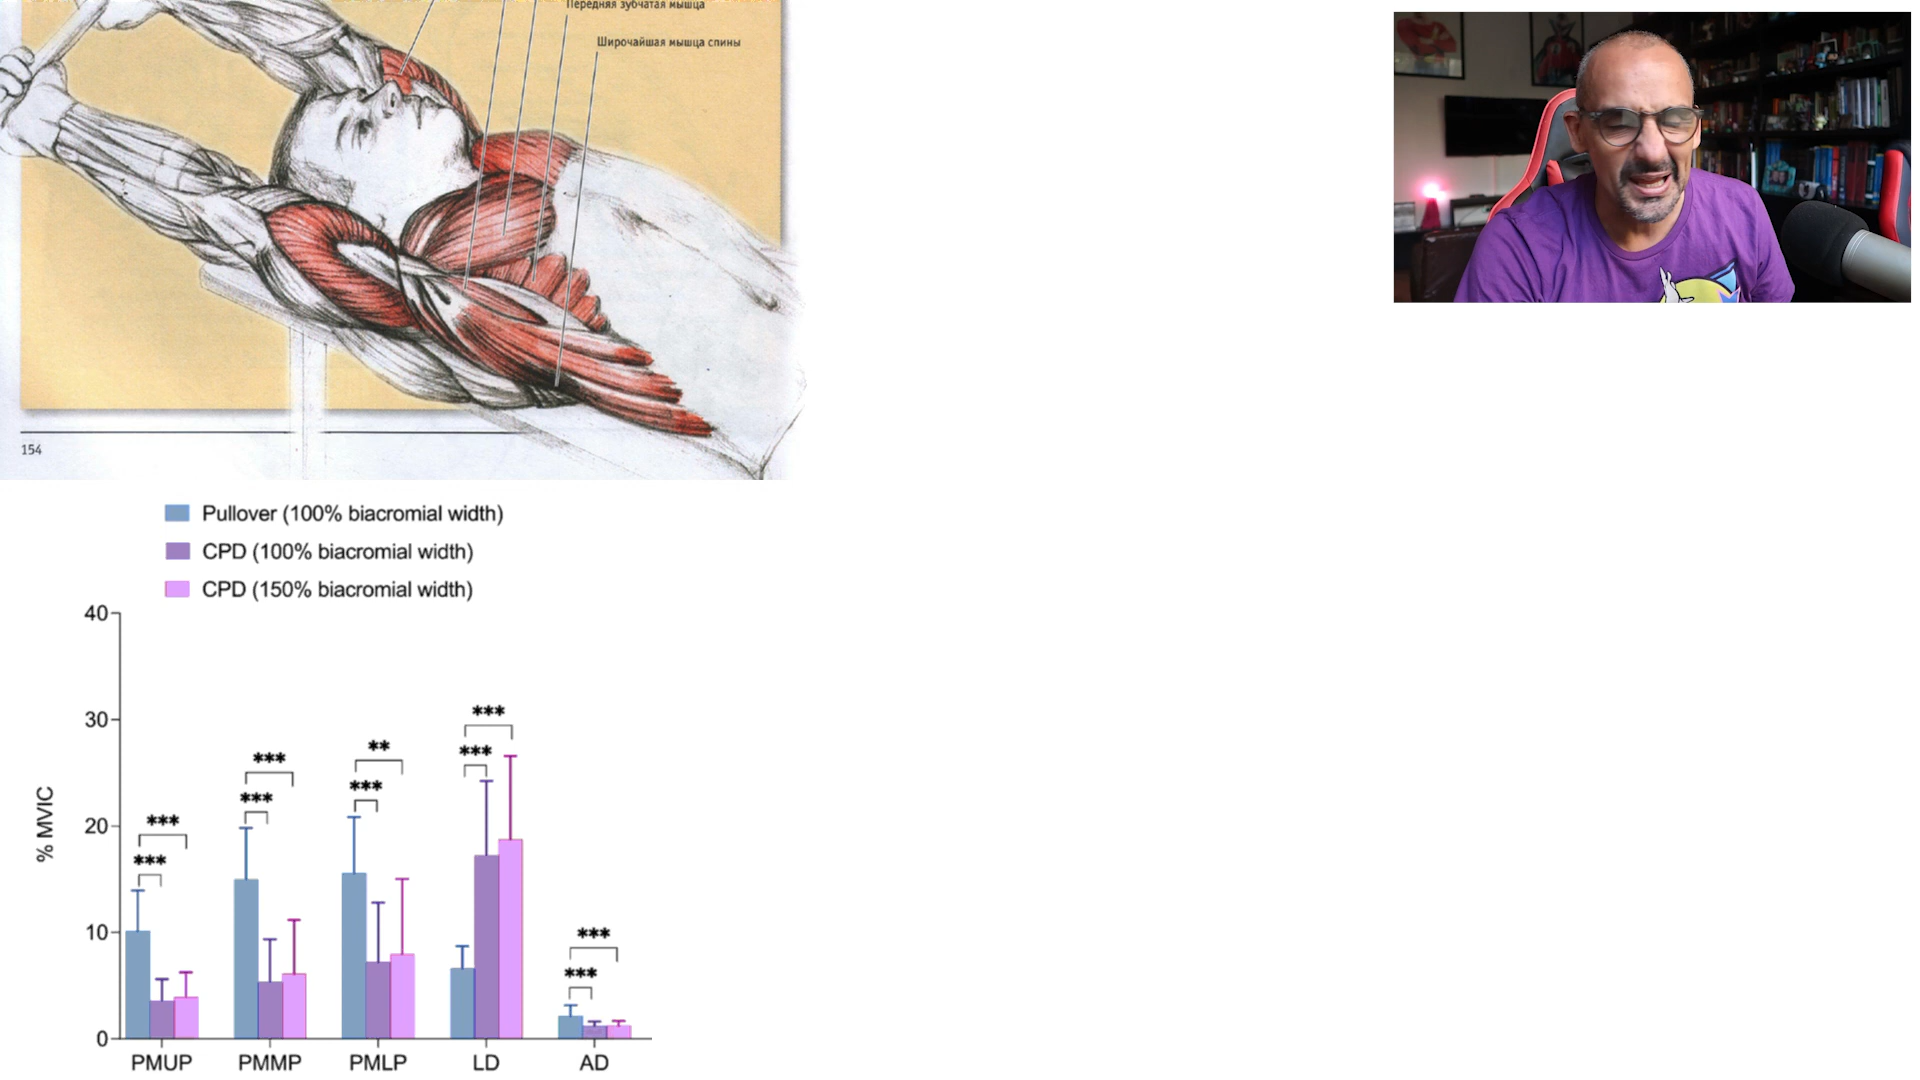 Передняя зубчатая мышца
Широчайшая мышца спины
154
Pullover (100% biacromial width)
CPD (100% biacromial width)
CPD (150% biacromial width)
40
30
20
10
0
% MVIC
***
***
***
***
**
***
***
***
***
***
PMUP
PMMP
PMLP
LD
AD